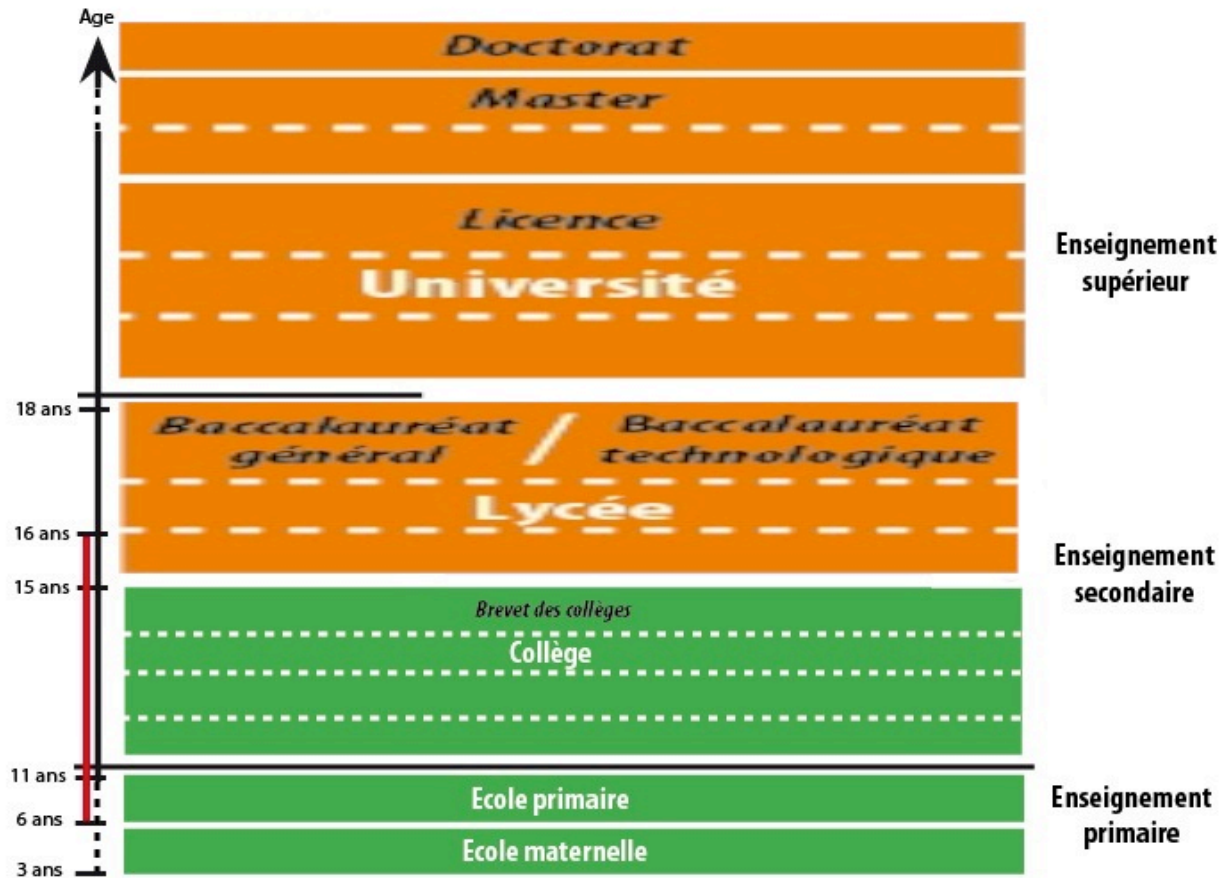 Age
Doctorat
Master
Licence
Université
Enseignement
supérieur
18 ans
Baccalauréat
général
/
Baccalauréat
technologique
Lycée
16 ans
Enseignement
secondaire
15 ans
Brevet des collèges
Collège
11 ans
Ecole primaire
6 ans
Enseignement
primaire
Ecole maternelle
3 ans